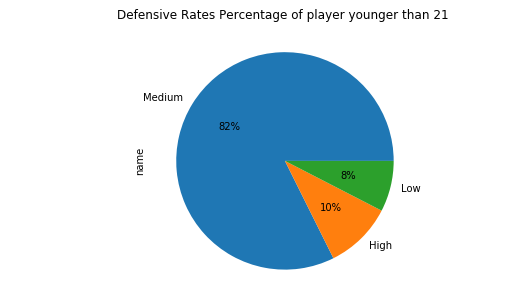 Defensive Rates Percentage of player younger than 21
Medium
82%
name
8%
Low
10%
High